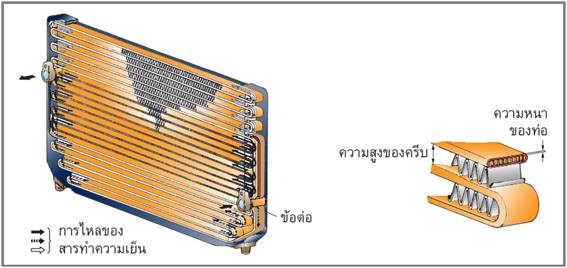 ความหนา
ของท่อ
ความสูงของครีบ
ข้อต่อ
การไหลของ
สารทำความเย็น